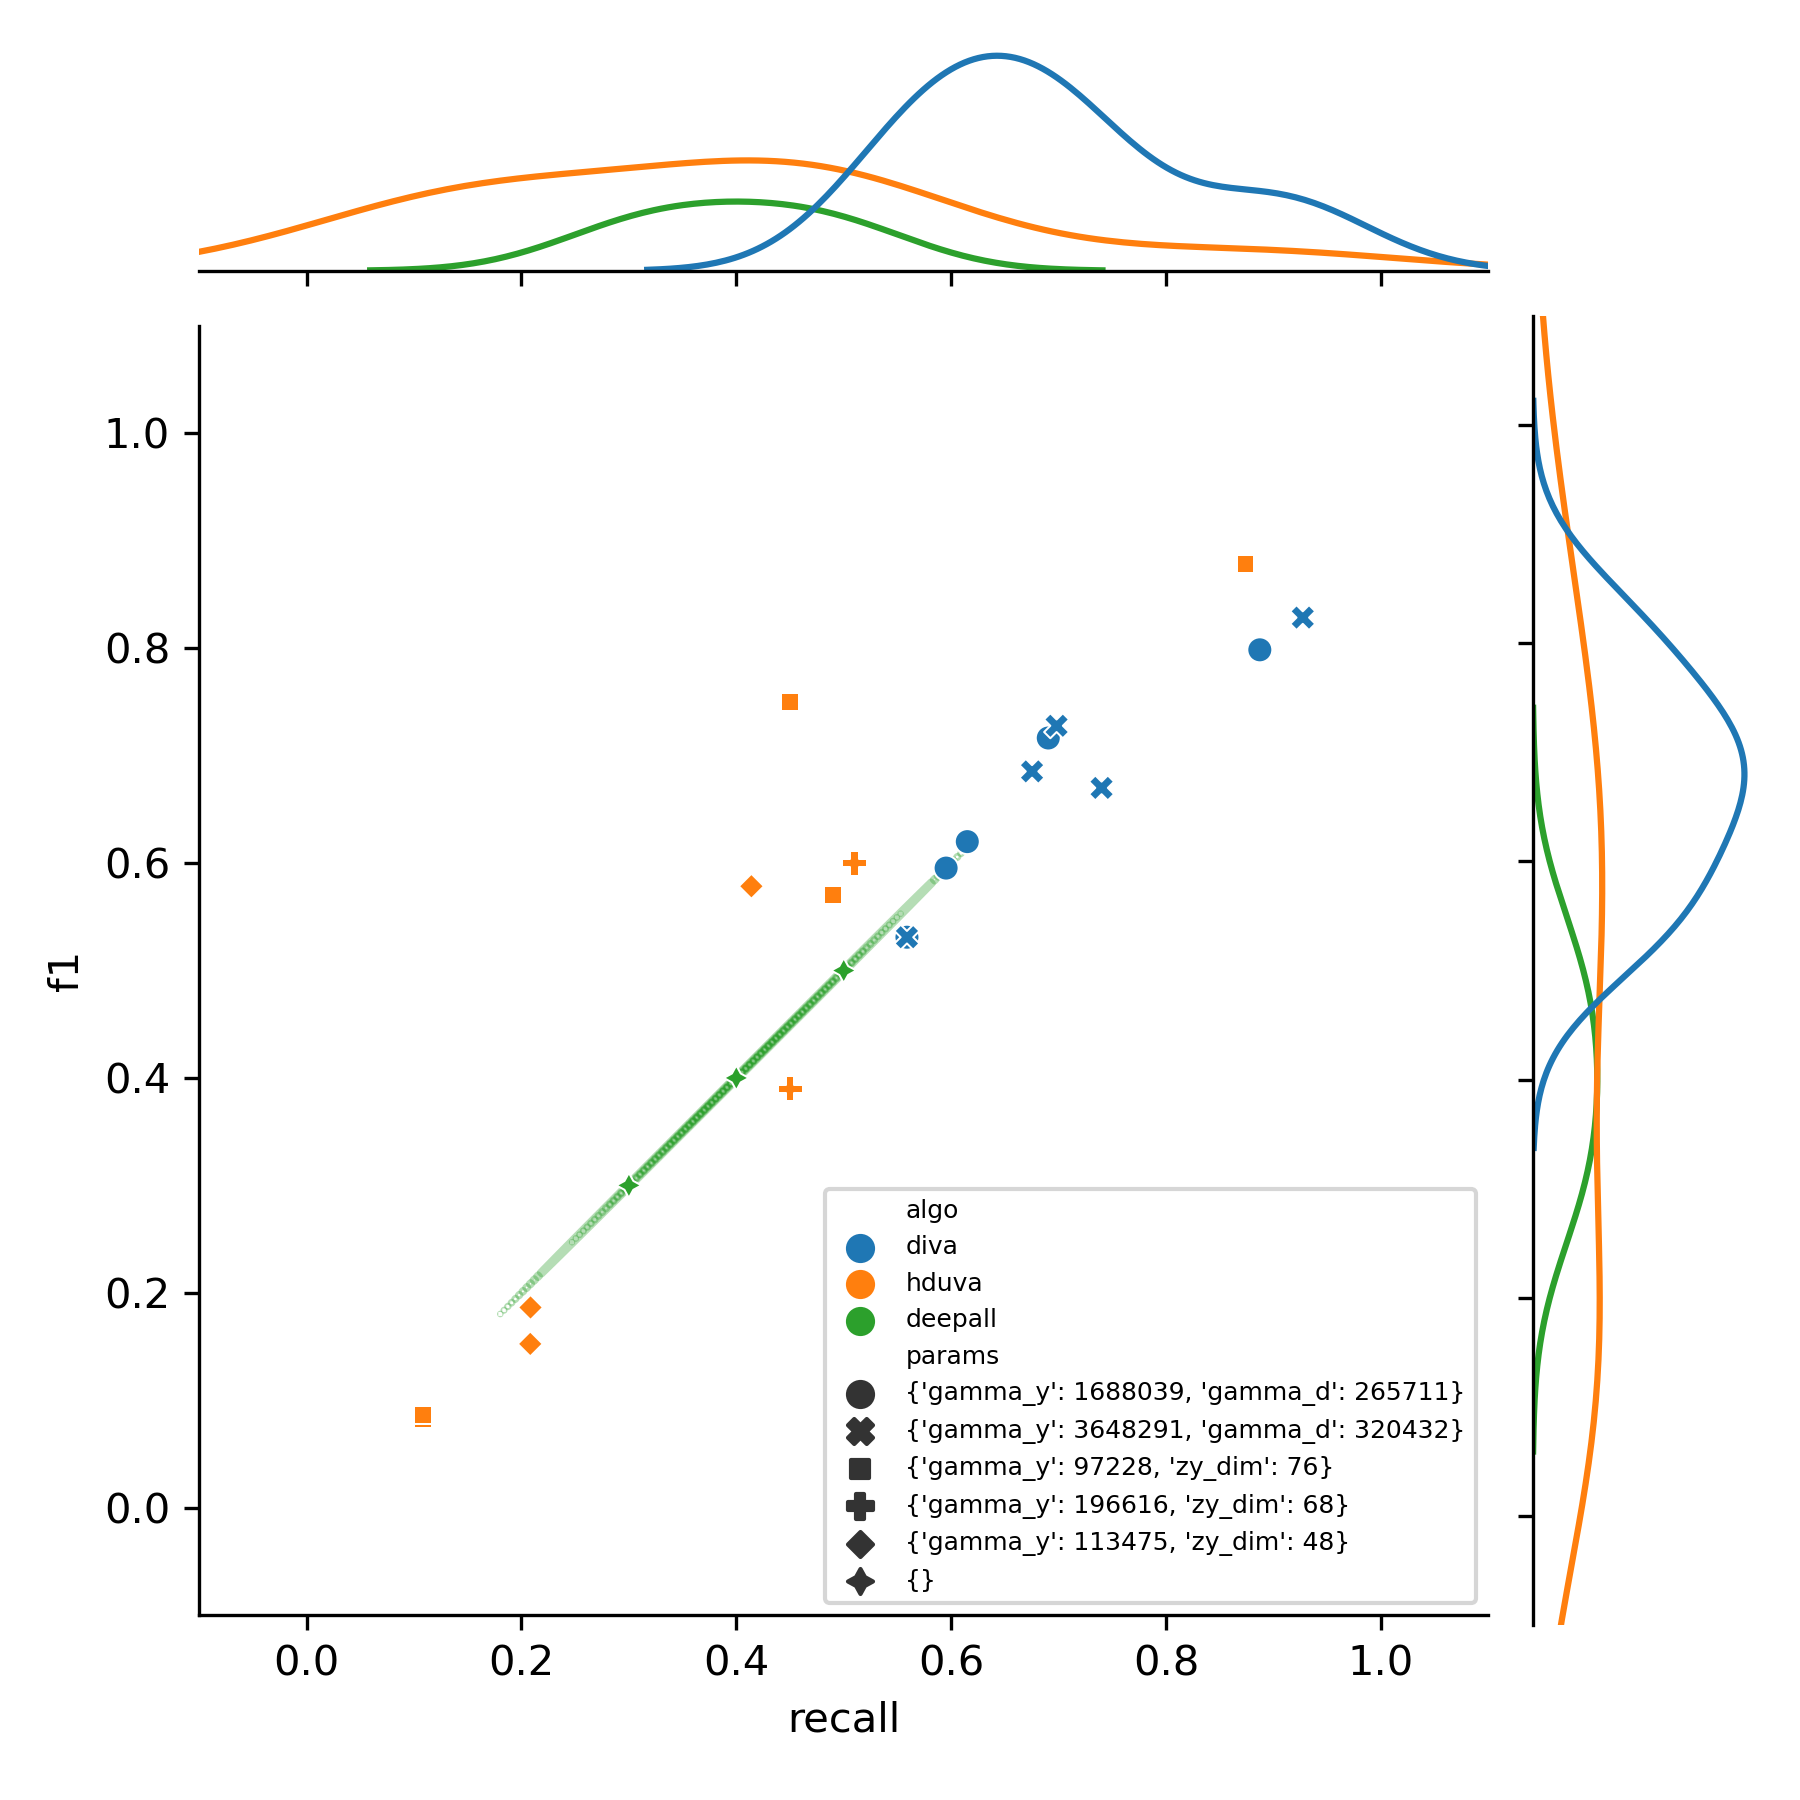 1.0
0.8
0.6
0.4
0.2
0.0
f1
algo
diva
hduva
deepall
params
{'gamma_y': 1688039, 'gamma_d': 265711}
{'gamma_y': 3648291, 'gamma_d': 320432}
{'gamma_y': 97228, 'zy_dim': 76}
{'gamma_y': 196616, 'zy_dim': 68}
{'gamma_y': 113475, 'zy_dim': 48}
{}
0.0 0.2 0.4 0.6 0.8 1.0
recall